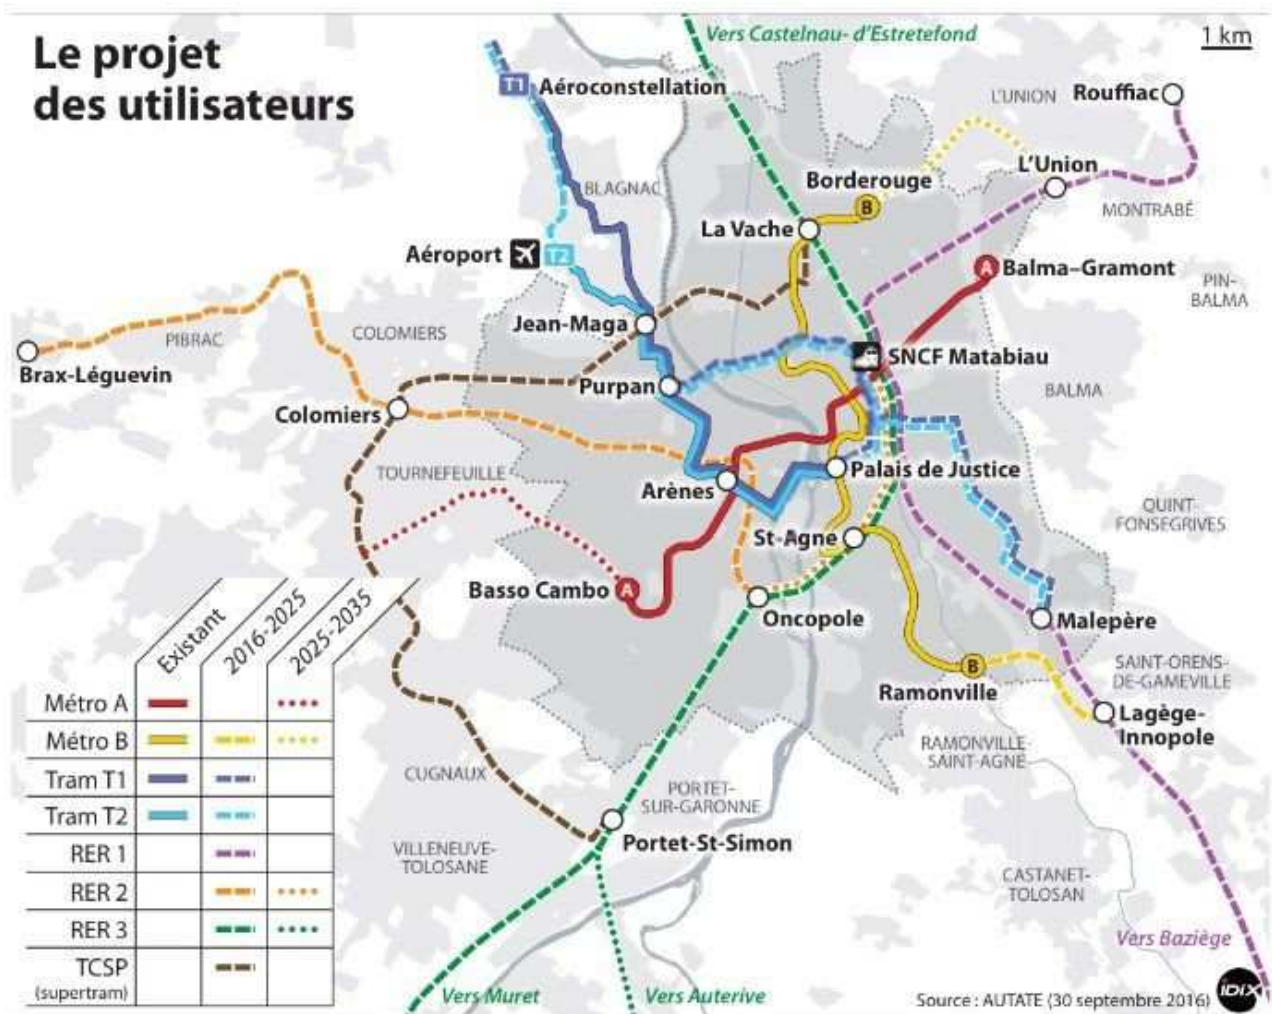 Le projet
des utilisateurs
Vers Castelnau- d'Estretefond
1 km
T1 Aéroconstellation
L'UNION
Rouffiac
BLAGNAC
Borderouge
B
L'Union
MONTRABÉ
La Vache
Aéroport
T2
A Balma–Gramont
PIN-
BALMA
Jean-Maga
PIBRAC
COLOMIERS
Brax-Léguevin
SNCF Matabiau
Purpan
BALMA
Colomiers
TOURNEFEUILLE
Arènes
Palais de Justice
QUINT-
FONSEGRIVES
St-Agne
Basso Cambo A
Oncopole
Malepère
SAINT-ORENS-
DE-GAMEVILLE
B
Ramonville
Lagège-
Innopole
RAMONVILLE-
SAINT-AGNE
CUGNAUX
PORTET-
SUR-GARONNE
Portet-St-Simon
VILLENEUVE-
TOLOSANE
CASTANET-
TOLOSAN
Vers Baziège
Vers Muret
Vers Auterive
Existant
2016-2025
2025-2035
Métro A
Métro B
Tram T1
Tram T2
RER 1
RER 2
RER 3
TCSP
(supertram)
Source : AUTATE (30 septembre 2016)
iDiX